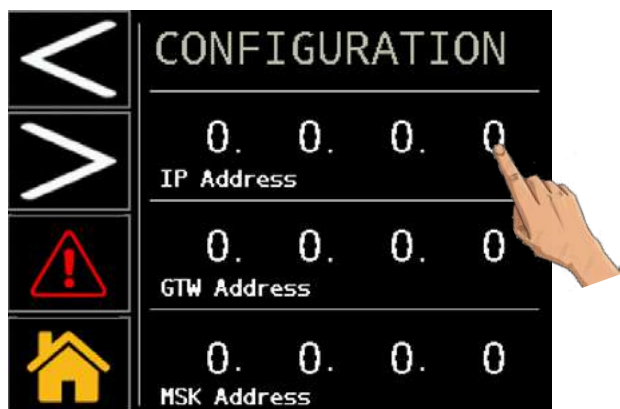 CONFIGURATION
0. 0. 0. 0
IP Address
0. 0. 0. 0
GTW Address
0. 0. 0. 0
MSK Address